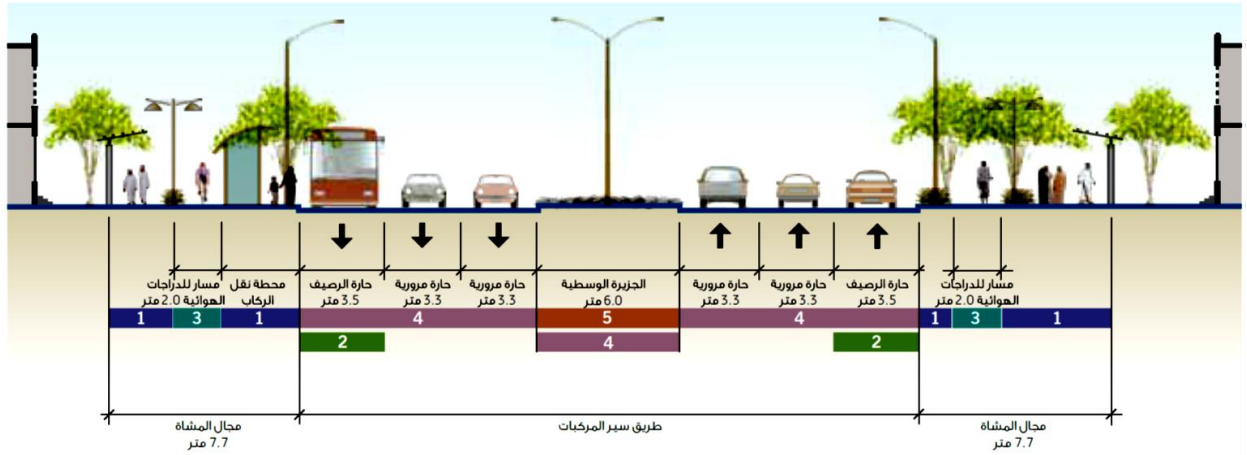 محطة نقل
الركاب
مسار للدراجات
الهوائية 2.0 متر
حارة الرصيف
3.5 متر
حارة مرورية
3.3 متر
حارة مرورية
3.3 متر
الجزيرة الوسطية
6.0 متر
حارة مرورية
3.3 متر
حارة مرورية
3.3 متر
حارة الرصيف
3.5 متر
مسار للدراجات
الهوائية 2.0 متر
1 3 1 4 5 4 1 3 1
2 4 2
مجال المشاة
7.7 متر
طريق سير المركبات
مجال المشاة
7.7 متر